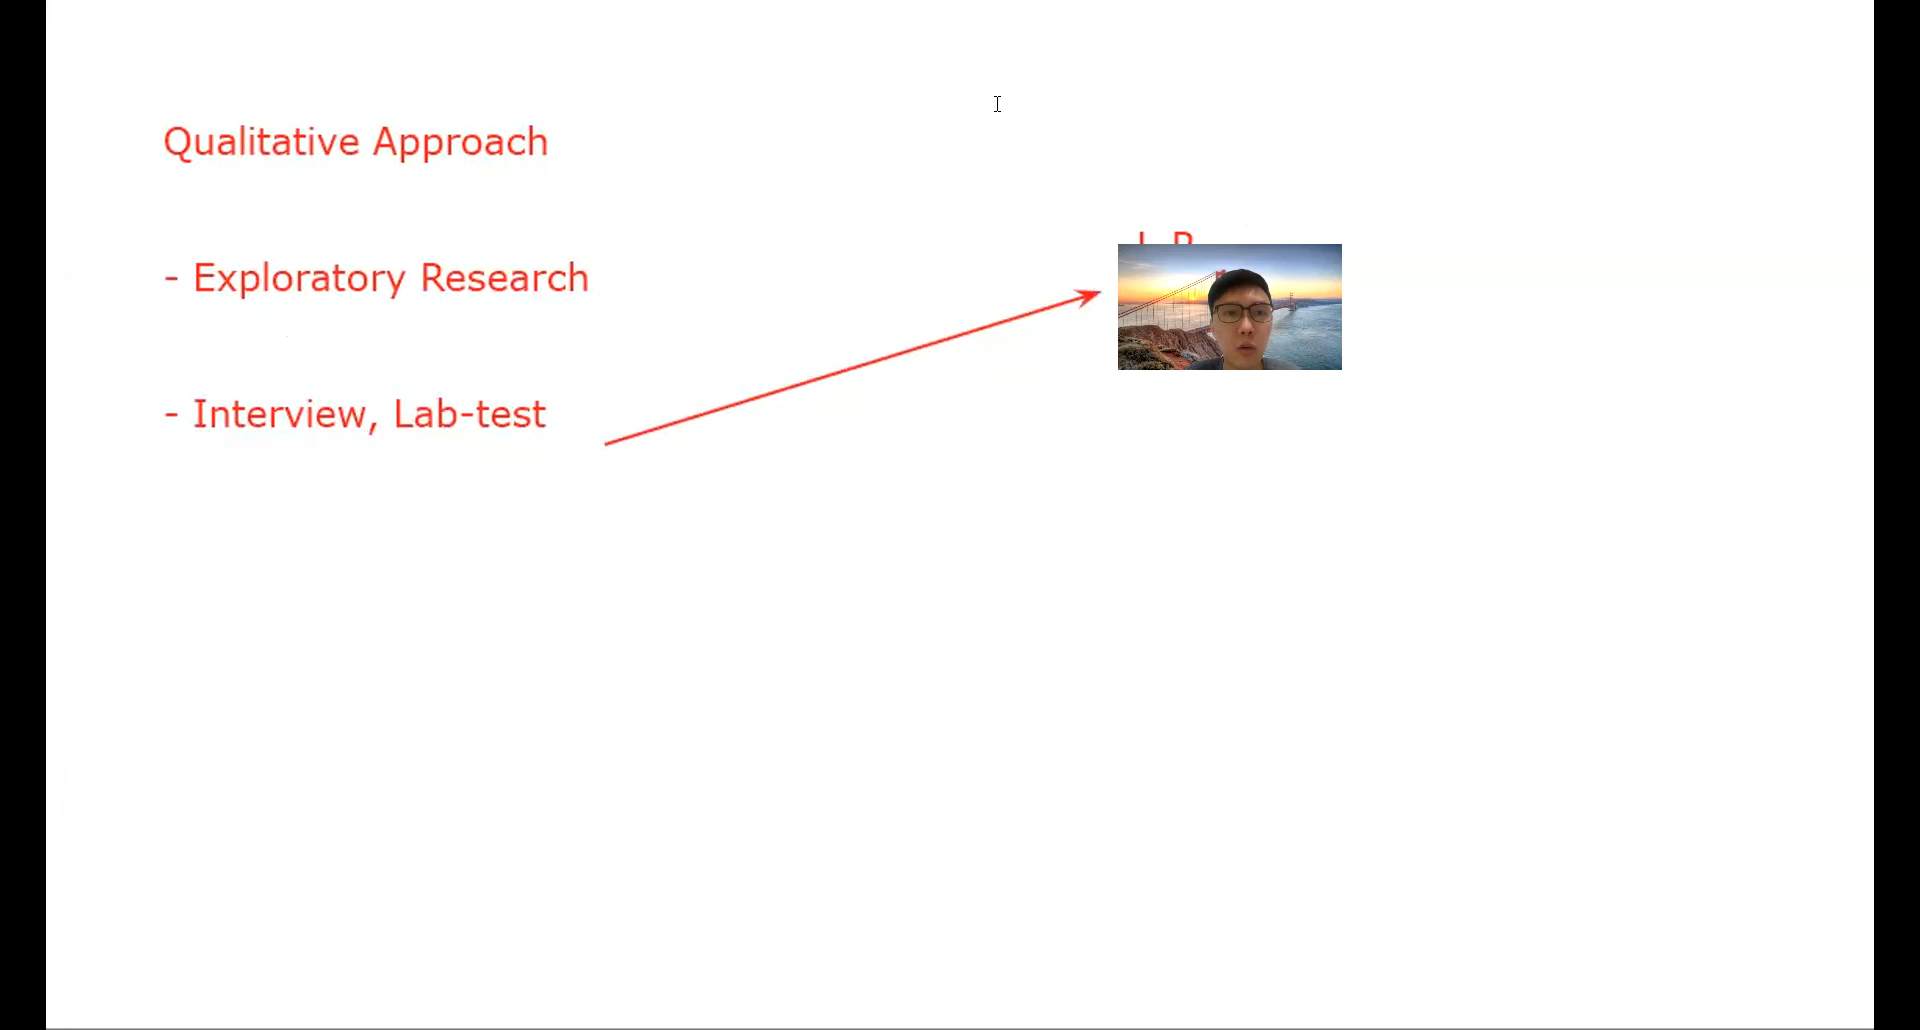 Qualitative Approach
- Exploratory Research
- Interview, Lab-test